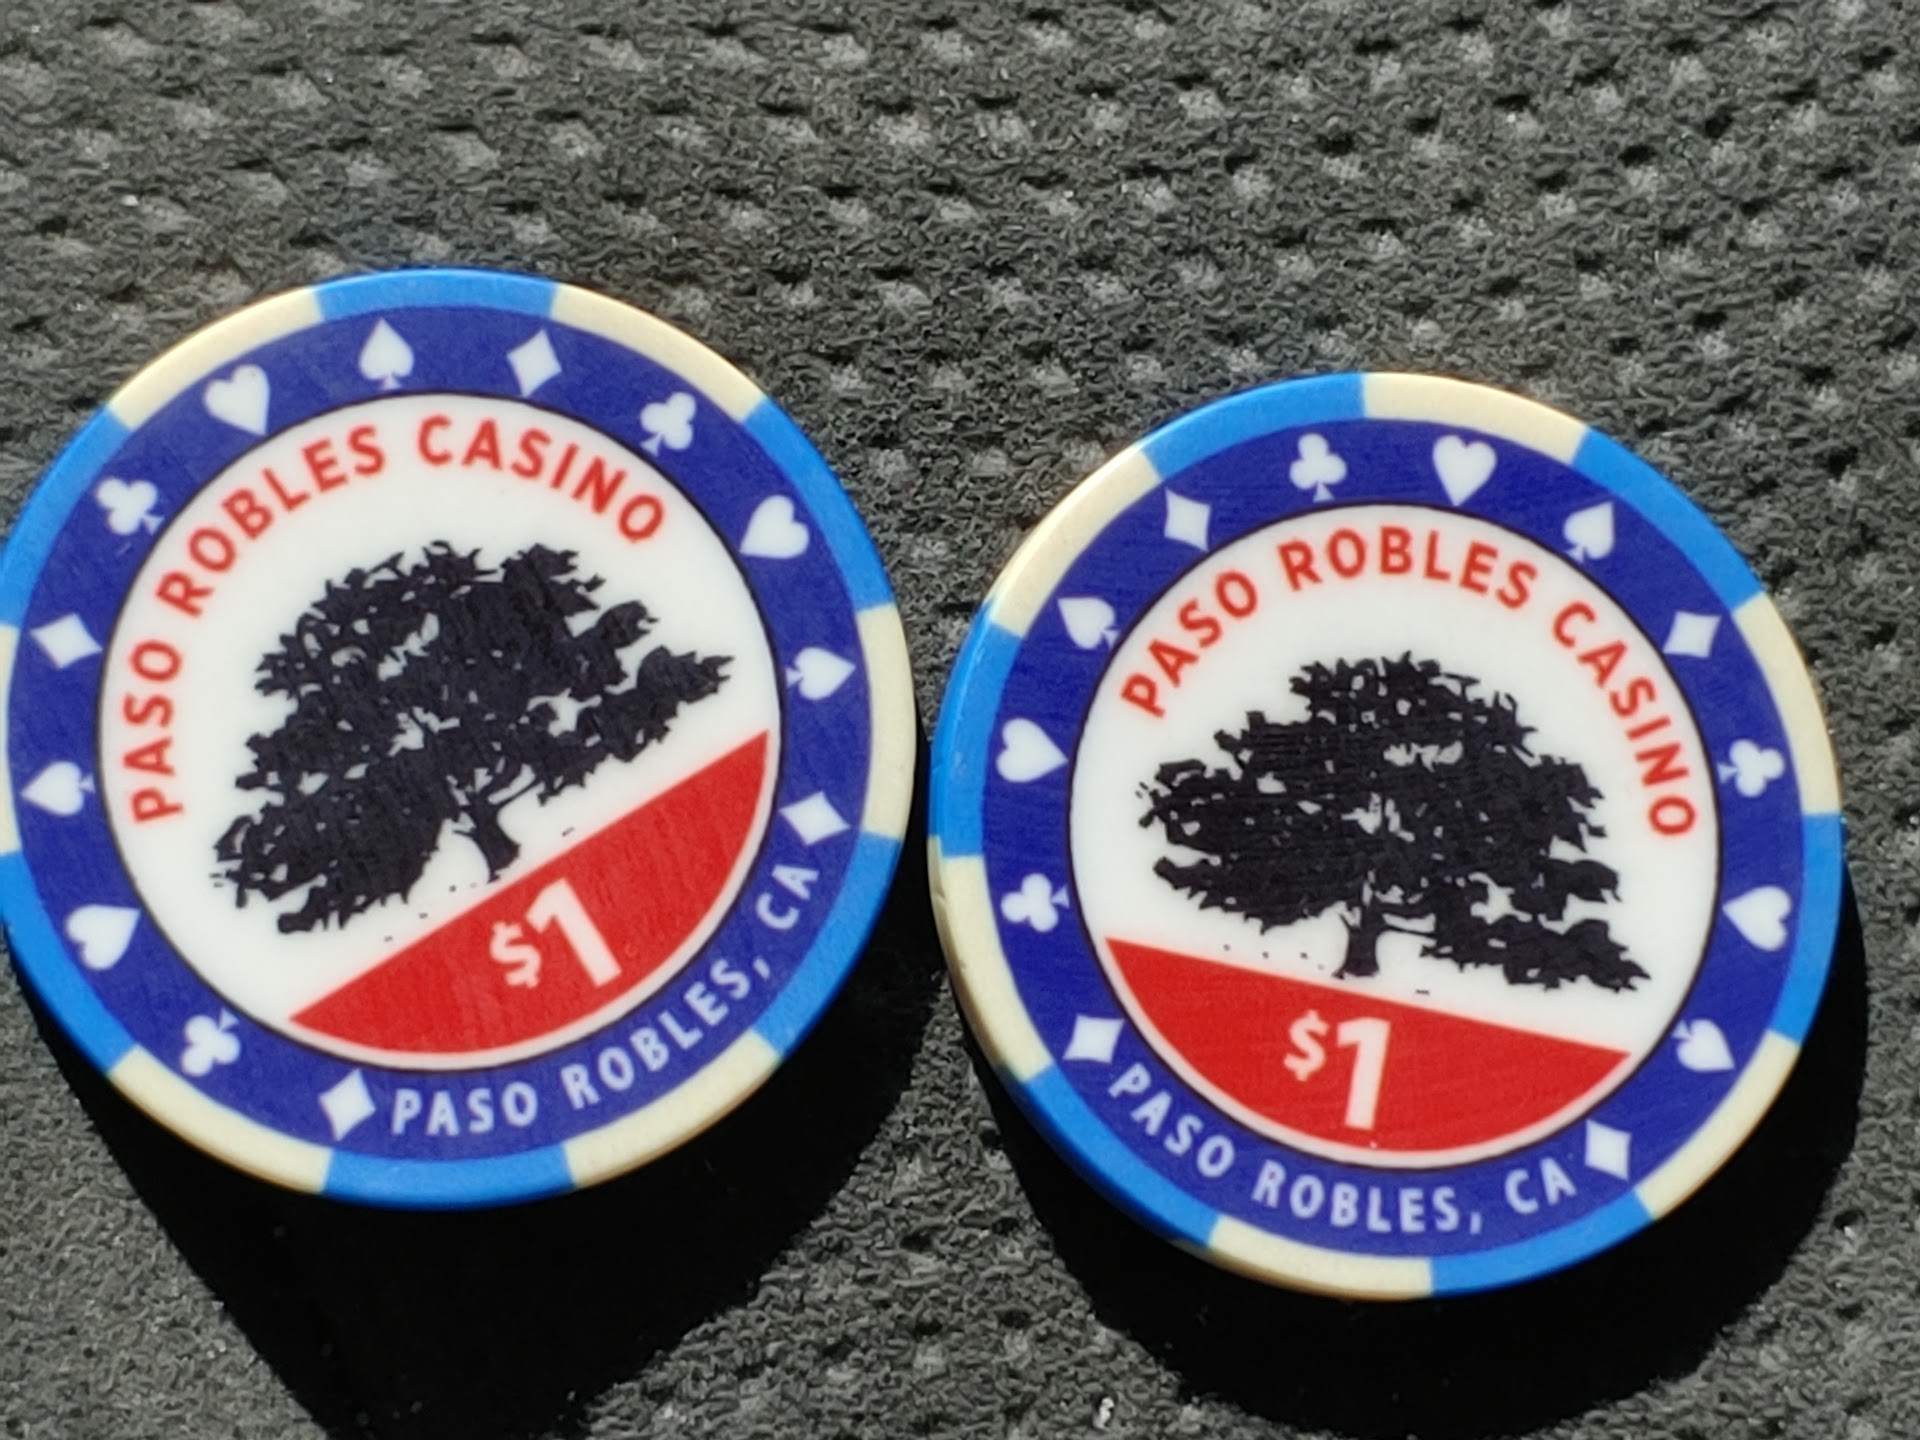 PASO ROBLES CASINO
$1
PASO ROBLES, CA
PASO ROBLES CASINO
$1
PASO ROBLES, CA